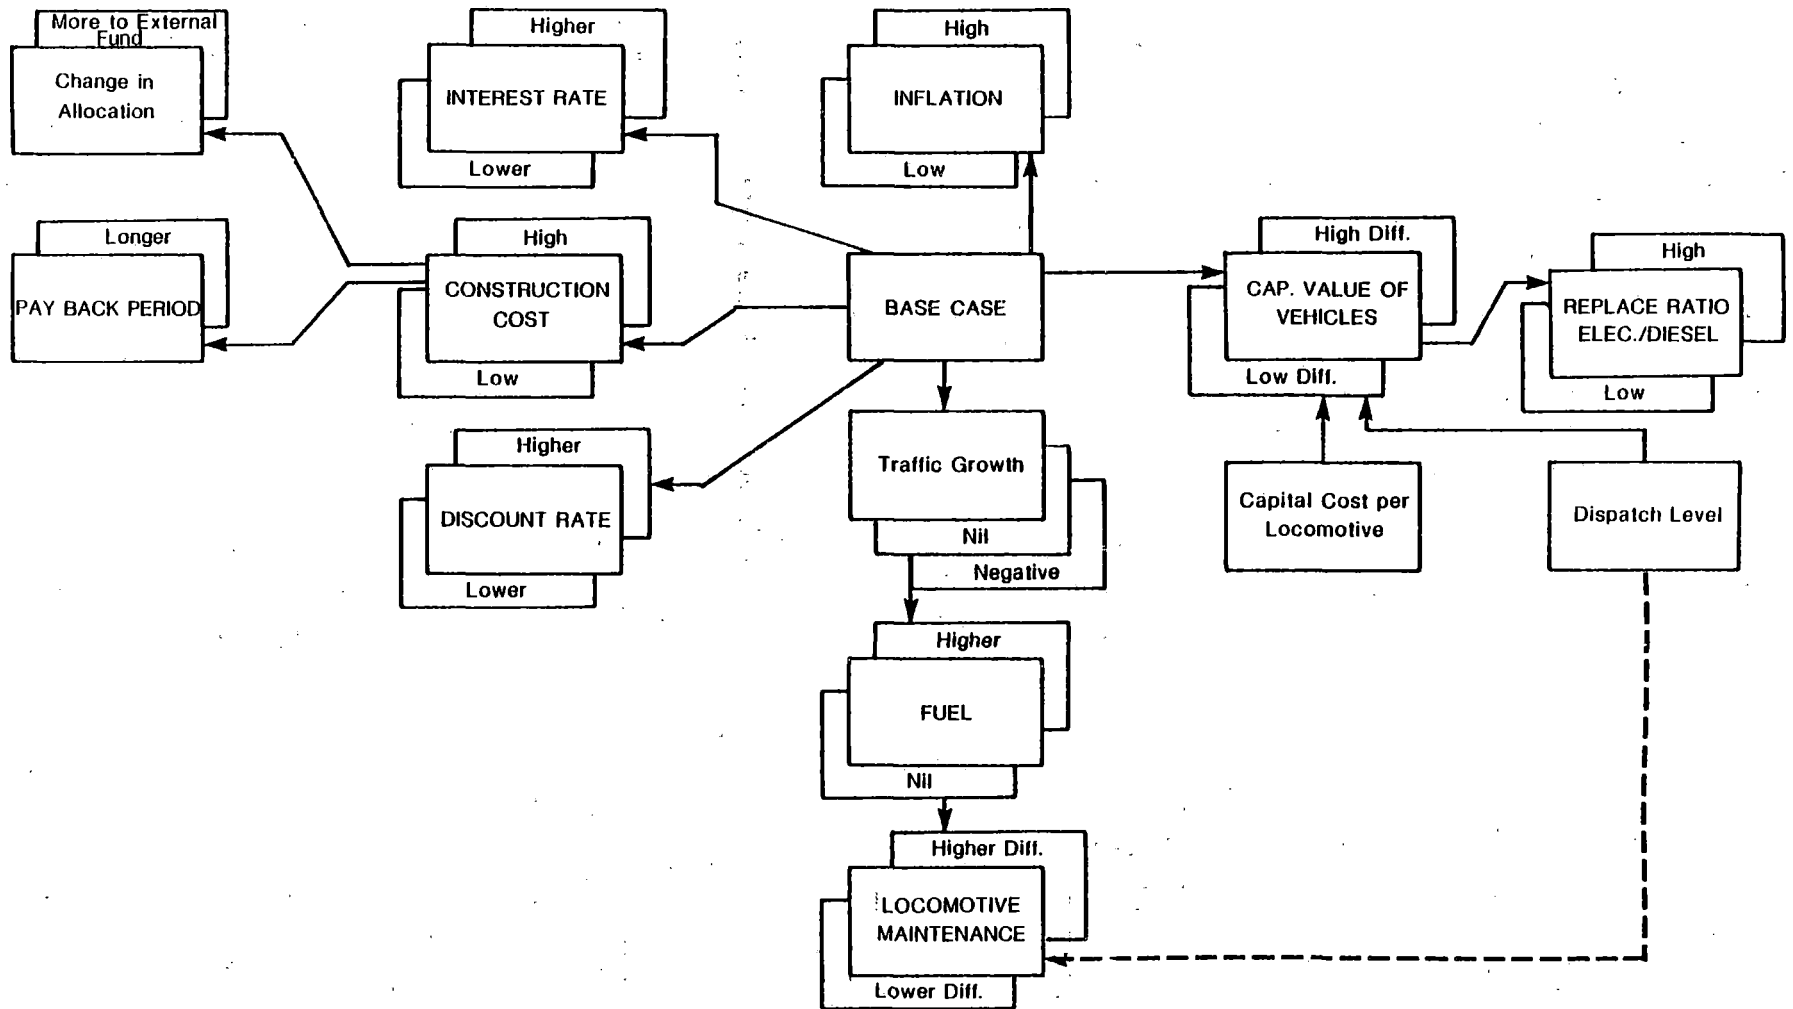 More to External
Fund
Change in
Allocation
Higher
INTEREST RATE
Lower
High
INFLATION
Low
Longer
PAY BACK PERIOD
High
CONSTRUCTION
COST
Low
BASE CASE
High Diff.
CAP. VALUE OF
VEHICLES
Low Diff.
High
REPLACE RATIO
ELEC./DIESEL
Low
Higher
DISCOUNT RATE
Lower
Traffic Growth
Nil
Negative
Capital Cost per
Locomotive
Dispatch Level
Higher
FUEL
Nil
Higher Diff.
LOCOMOTIVE
MAINTENANCE
Lower Diff.